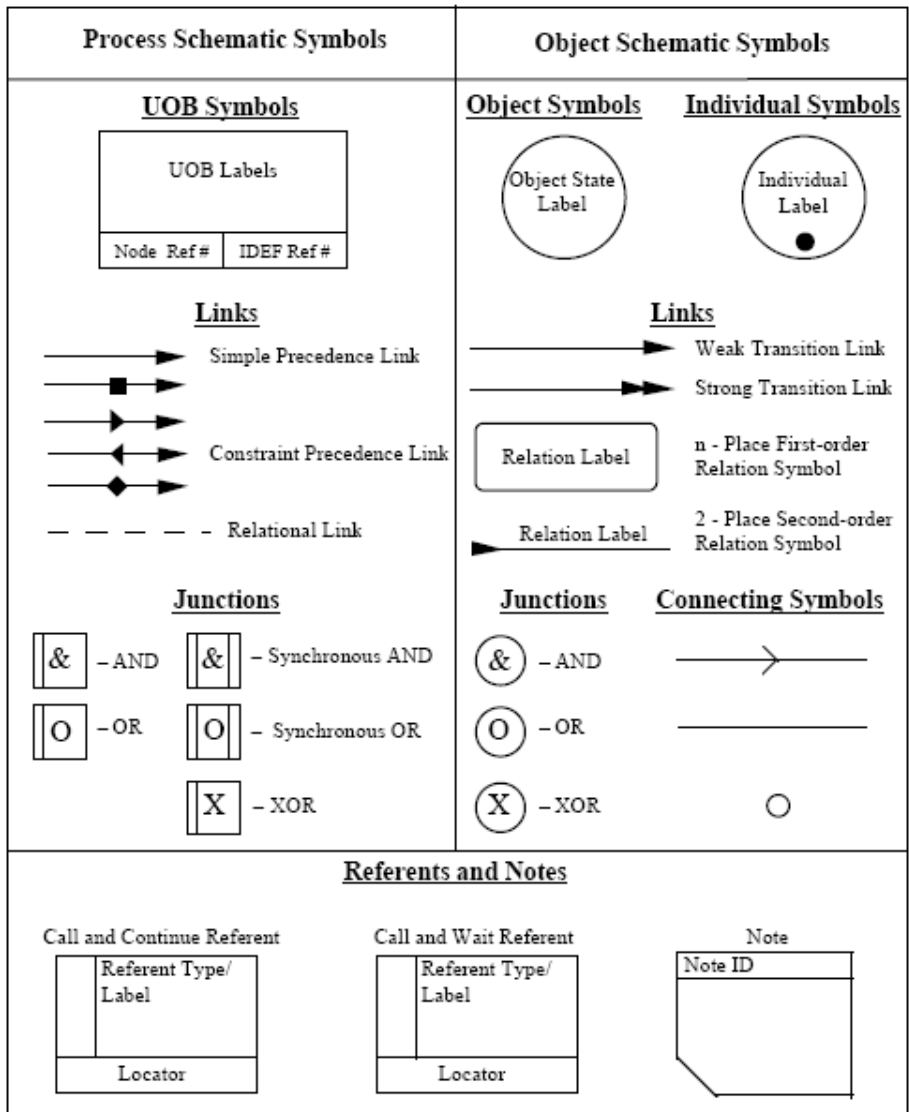 Process Schematic Symbols
Object Schematic Symbols
UOB Symbols
UOB Labels
Node Ref # IDEF Ref #
Links
Simple Precedence Link
Constraint Precedence Link
Relational Link
Junctions
& – AND & – Synchronous AND
O – OR O – Synchronous OR
X – XOR
Object Symbols Individual Symbols
Object State
Label
Individual
Label
Links
Weak Transition Link
Strong Transition Link
Relation Label
n - Place First-order
Relation Symbol
Relation Label
2 - Place Second-order
Relation Symbol
Junctions Connecting Symbols
& – AND
O – OR
X – XOR
Referents and Notes
Call and Continue Referent
Referent Type/
Label
Locator
Call and Wait Referent
Referent Type/
Label
Locator
Note
Note ID